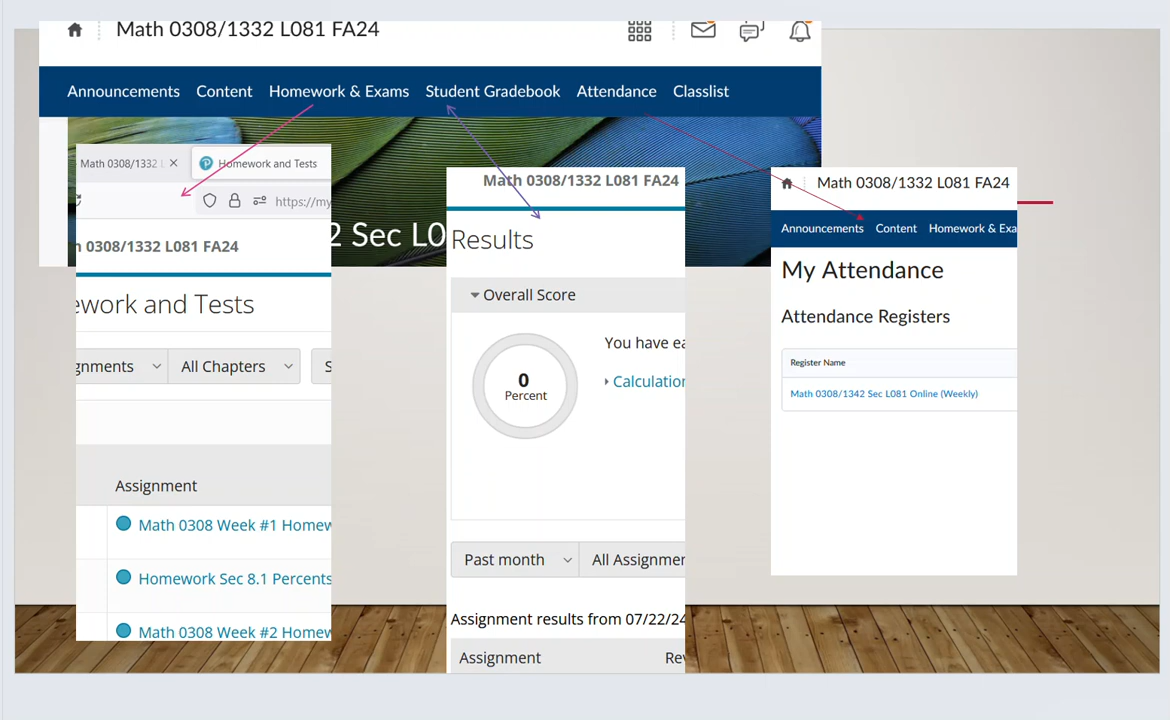 Math 0308/1332 L081 FA24
Announcements Content Homework & Exams Student Gradebook Attendance Classlist
Math 0308/1332 L
Homework and Tests
https://my
0308/1332 L081 FA24
ework and Tests
gnments All Chapters S
Assignment
Math 0308 Week #1 Homew
Homework Sec 8.1 Percents
Math 0308 Week #2 Homew
2 Sec L0
Math 0308/1332 L081 FA24
Results
Overall Score
0
Percent
You have ea
Calculation
Past month All Assignmen
Assignment results from 07/22/24
Assignment Rev
Math 0308/1332 L081 FA24
Announcements Content Homework & Exa
My Attendance
Attendance Registers
Register Name
Math 0308/1342 Sec L081 Online (Weekly)